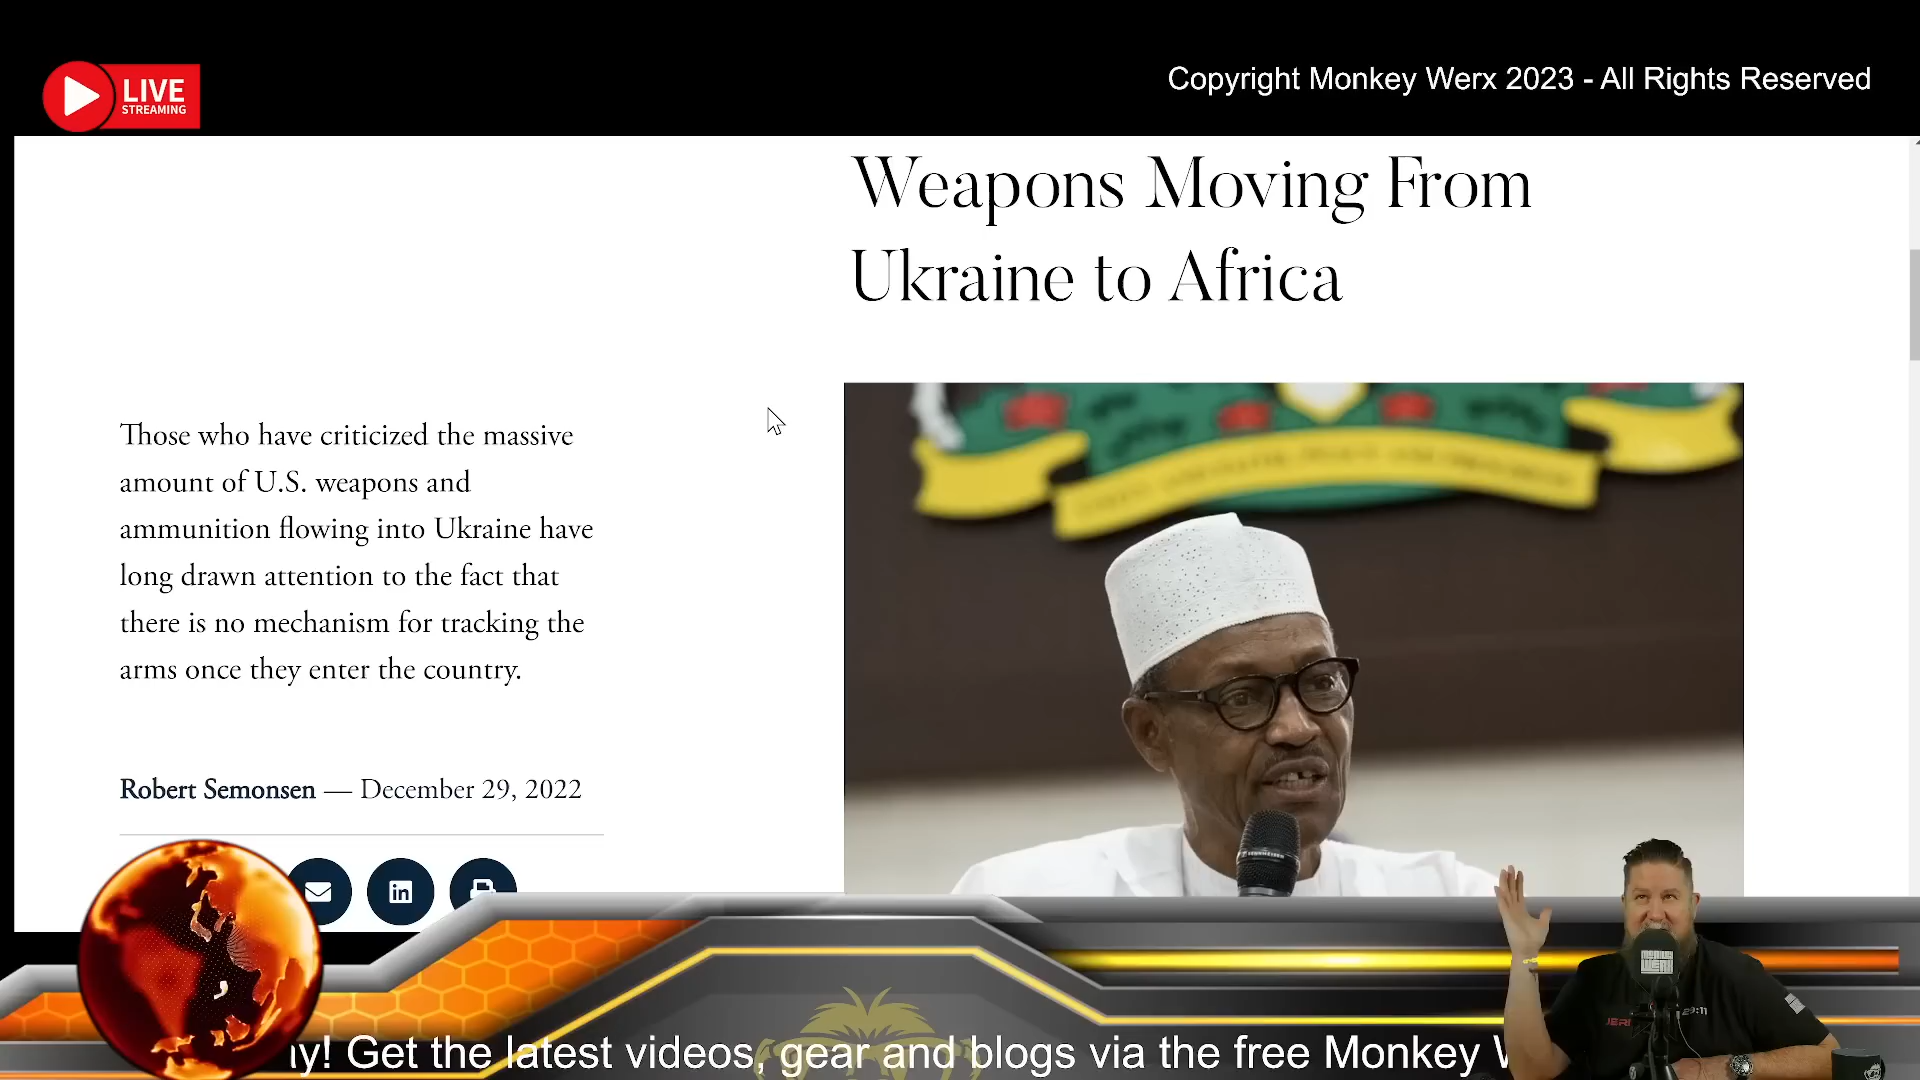 LIVE
STREAMING
Copyright Monkey Werx 2023 - All Rights Reserved
Weapons Moving From
Ukraine to Africa
Those who have criticized the massive
amount of U.S. weapons and
ammunition flowing into Ukraine have
long drawn attention to the fact that
there is no mechanism for tracking the
arms once they enter the country.
Robert Semonsen — December 29, 2022
in
! Get the latest videos, gear and blogs via the free Monkey
29:11